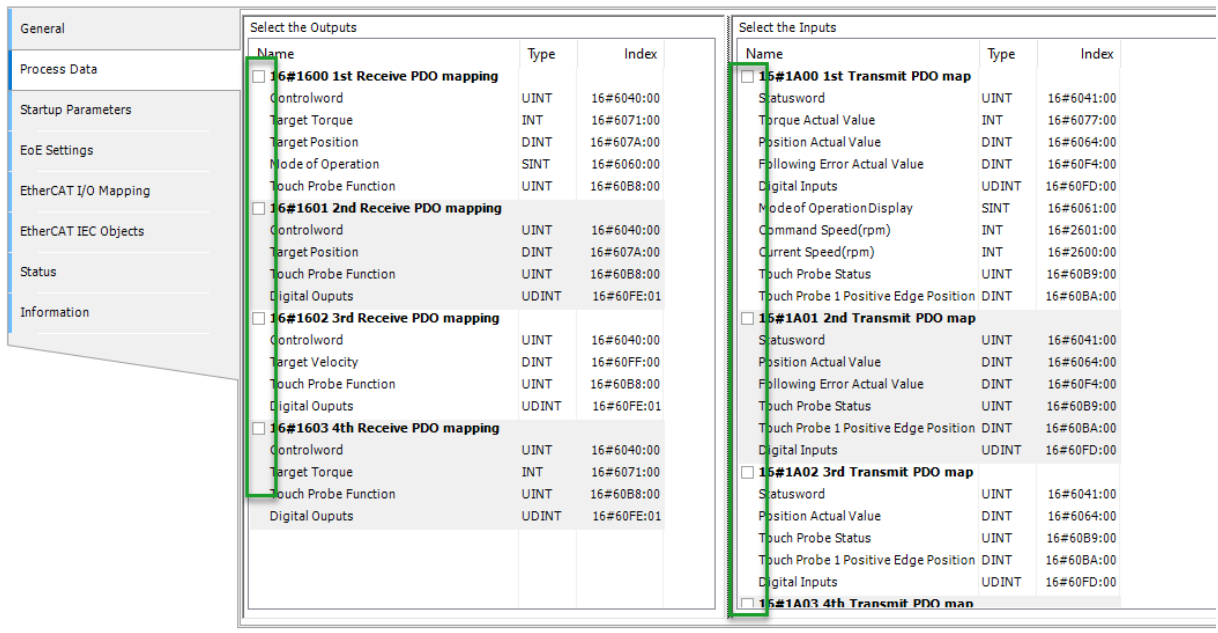 General
Process Data
Startup Parameters
EoE Settings
EtherCAT I/O Mapping
EtherCAT IEC Objects
Status
Information
Select the Outputs
Name Type Index
16#1600 1st Receive PDO mapping
Controlword UINT 16#6040:00
Target Torque INT 16#6071:00
Target Position DINT 16#607A:00
Mode of Operation SINT 16#6060:00
Touch Probe Function UINT 16#60B8:00
16#1601 2nd Receive PDO mapping
Controlword UINT 16#6040:00
Target Position DINT 16#607A:00
Touch Probe Function UINT 16#60B8:00
Digital Ouputs UDINT 16#60FE:01
16#1602 3rd Receive PDO mapping
Controlword UINT 16#6040:00
Target Velocity DINT 16#60FF:00
Touch Probe Function UINT 16#60B8:00
Digital Ouputs UDINT 16#60FE:01
16#1603 4th Receive PDO mapping
Controlword UINT 16#6040:00
Target Torque INT 16#6071:00
Touch Probe Function UINT 16#60B8:00
Digital Ouputs UDINT 16#60FE:01
Select the Inputs
Name Type Index
16#1A00 1st Transmit PDO map
Statusword UINT 16#6041:00
Torque Actual Value INT 16#6077:00
Position Actual Value DINT 16#6064:00
Following Error Actual Value DINT 16#60F4:00
Digital Inputs UDINT 16#60FD:00
Mode of Operation Display SINT 16#6061:00
Command Speed(rpm) INT 16#2601:00
Current Speed(rpm) INT 16#2600:00
Touch Probe Status UINT 16#60B9:00
Touch Probe 1 Positive Edge Position DINT 16#60BA:00
16#1A01 2nd Transmit PDO map
Statusword UINT 16#6041:00
Position Actual Value DINT 16#6064:00
Following Error Actual Value DINT 16#60F4:00
Touch Probe Status UINT 16#60B9:00
Touch Probe 1 Positive Edge Position DINT 16#60BA:00
Digital Inputs UDINT 16#60FD:00
16#1A02 3rd Transmit PDO map
Statusword UINT 16#6041:00
Position Actual Value DINT 16#6064:00
Touch Probe Status UINT 16#60B9:00
Touch Probe 1 Positive Edge Position DINT 16#60BA:00
Digital Inputs UDINT 16#60FD:00
16#1A03 4th Transmit PDO map